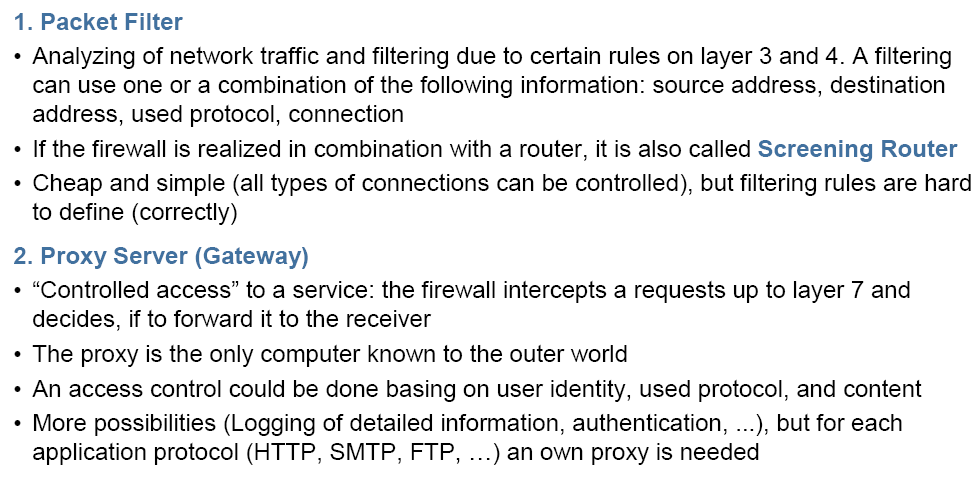 1. Packet Filter
• Analyzing of network traffic and filtering due to certain rules on layer 3 and 4. A filtering
can use one or a combination of the following information: source address, destination
address, used protocol, connection
• If the firewall is realized in combination with a router, it is also called Screening Router
• Cheap and simple (all types of connections can be controlled), but filtering rules are hard
to define (correctly)
2. Proxy Server (Gateway)
• “Controlled access” to a service: the firewall intercepts a requests up to layer 7 and
decides, if to forward it to the receiver
• The proxy is the only computer known to the outer world
• An access control could be done basing on user identity, used protocol, and content
• More possibilities (Logging of detailed information, authentication, ...), but for each
application protocol (HTTP, SMTP, FTP, …) an own proxy is needed